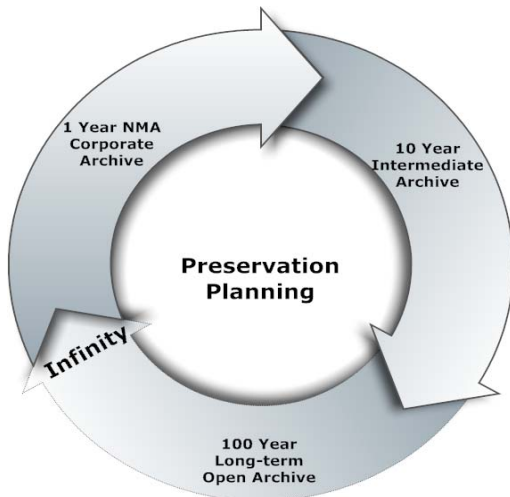 1 Year NMA
Corporate
Archive
10 Year
Intermediate
Archive
Preservation
Planning
Infinity
100 Year
Long-term
Open Archive